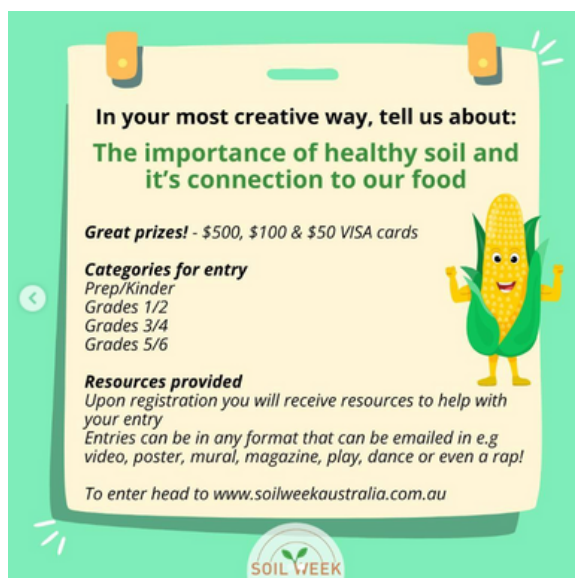 In your most creative way, tell us about:
The importance of healthy soil and
it's connection to our food
Great prizes! - $500, $100 & $50 VISA cards
Categories for entry
Prep/Kinder
Grades 1/2
Grades 3/4
Grades 5/6
Resources provided
Upon registration you will receive resources to help with
your entry
Entries can be in any format that can be emailed in e.g
video, poster, mural, magazine, play, dance or even a rap!
To enter head to www.soilweekaustralia.com.au
SOIL WEEK